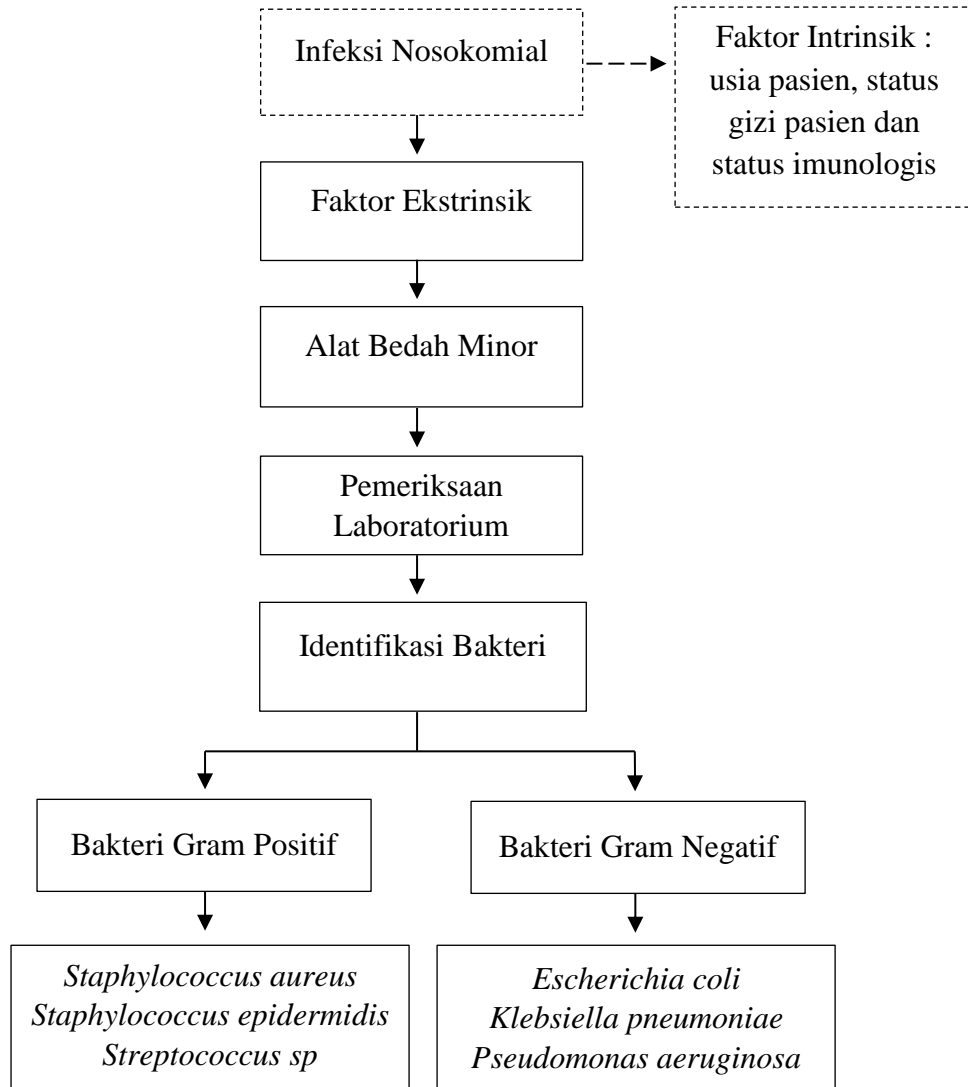 Infeksi Nosokomial
Faktor Intrinsik :
usia pasien, status
gizi pasien dan
status imunologis
Faktor Ekstrinsik
Alat Bedah Minor
Pemeriksaan
Laboratorium
Identifikasi Bakteri
Bakteri Gram Positif
Bakteri Gram Negatif
Staphylococcus aureus
Staphylococcus epidermidis
Streptococcus sp
Escherichia coli
Klebsiella pneumoniae
Pseudomonas aeruginosa